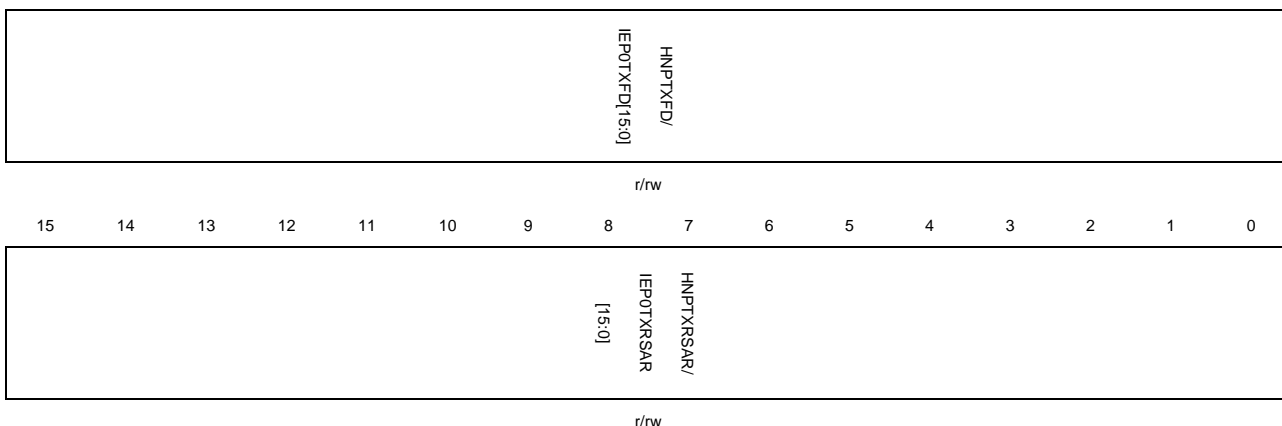 HNPTXFD/
IEP0TXFD[15:0]
r/rw
15 14 13 12 11 10 9 8 7 6 5 4 3 2 1 0
HNPTXRSAR/
IEP0TXRSAR
[15:0]
r/rw